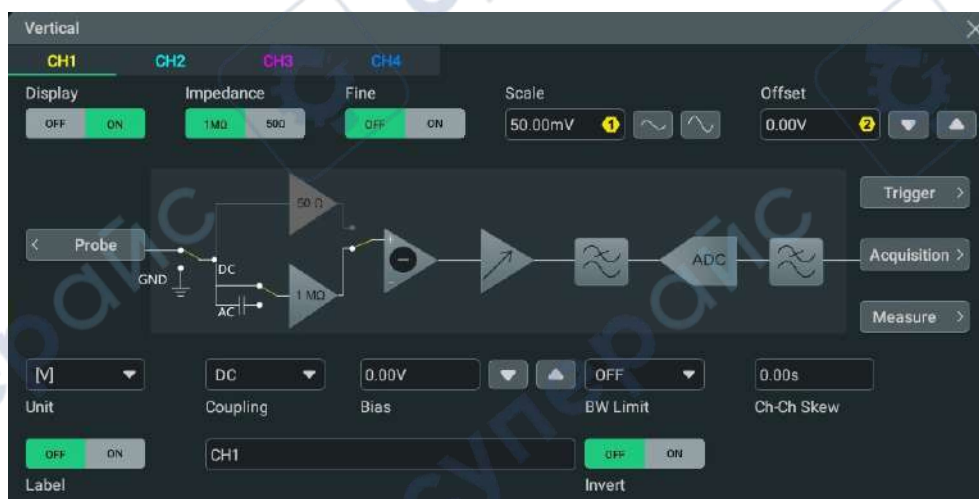 Vertical
CH1 CH2 CH3 CH4
Display Impedance Fine Scale Offset
OFF ON 1MΩ 50Ω OFF ON 50.00mV 1 0.00V 2
50 Ω
Trigger >
< Probe
DC
GND
ADC
Acquisition >
1 MΩ
AC
Measure >
[V] DC 0.00V OFF 0.00s
Unit Coupling Bias BW Limit Ch-Ch Skew
OFF ON CH1 OFF ON
Label Invert